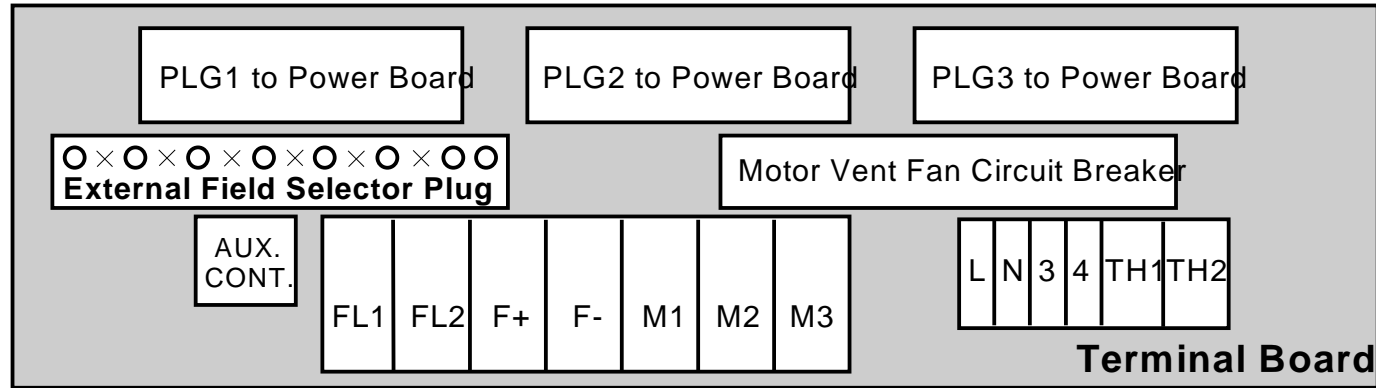 PLG1 to Power Board
PLG2 to Power Board
PLG3 to Power Board
External Field Selector Plug
Motor Vent Fan Circuit Breaker
AUX.
CONT.
FL1 FL2 F+ F- M1 M2 M3
L N 3 4 TH1 TH2
Terminal Board